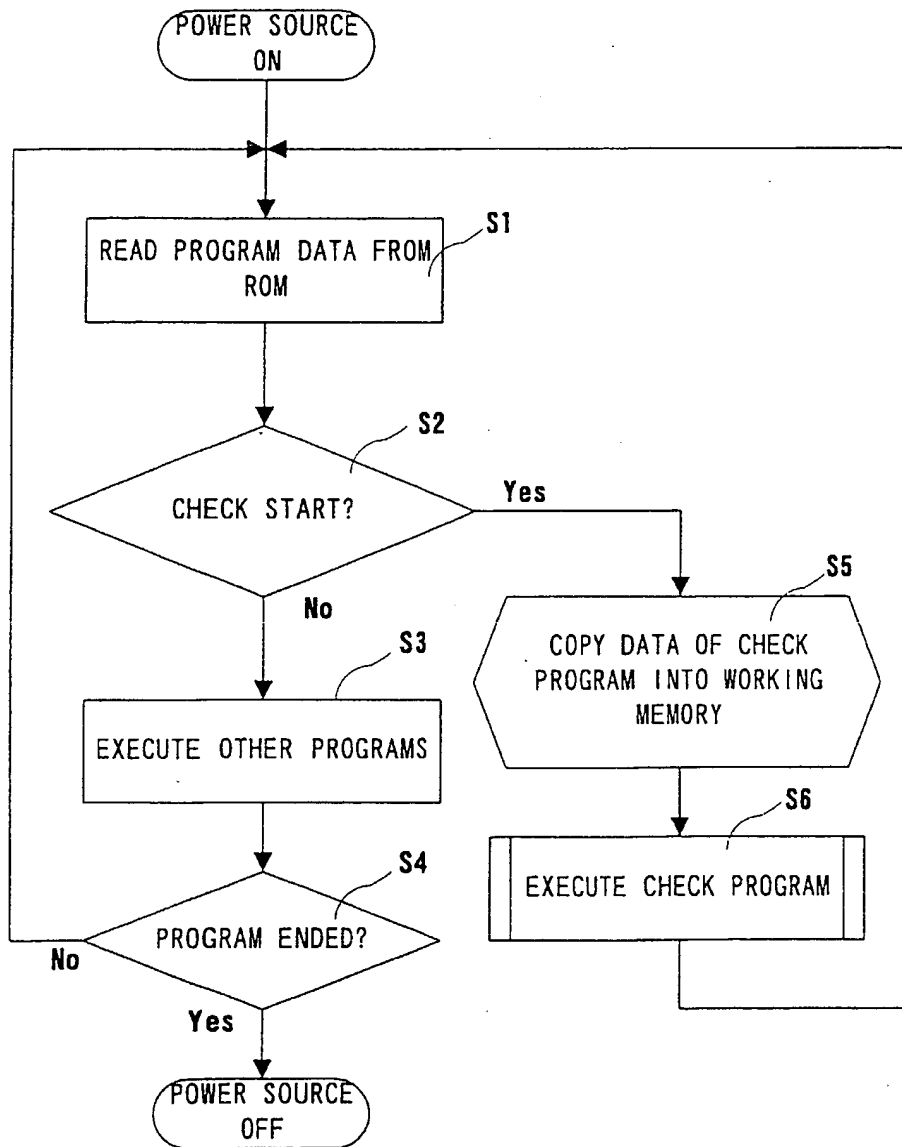 POWER SOURCE
ON
S1
READ PROGRAM DATA FROM
ROM
S2
CHECK START?
Yes
No
S5
COPY DATA OF CHECK
PROGRAM INTO WORKING
MEMORY
S3
EXECUTE OTHER PROGRAMS
S6
EXECUTE CHECK PROGRAM
S4
PROGRAM ENDED?
No
Yes
POWER SOURCE
OFF